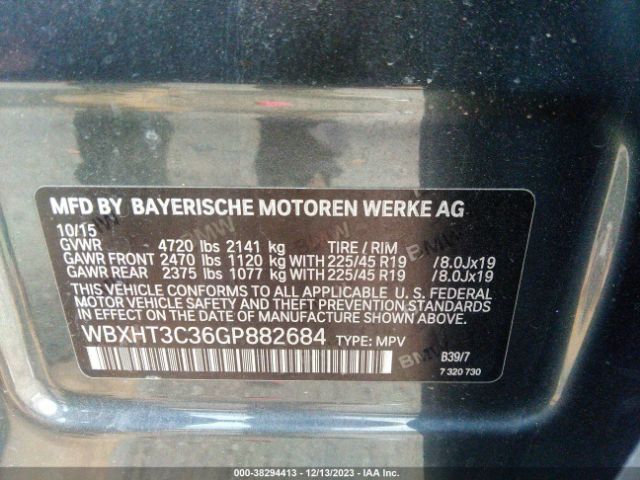 MFD BY BAYERISCHE MOTOREN WERKE AG
10/15
GVWR 4720 lbs 2141 kg TIRE / RIM
GAWR FRONT 2470 lbs 1120 kg WITH 225/45 R19 /8.0Jx19
GAWR REAR 2375 lbs 1077 kg WITH 225/45 R19 /8.0Jx19
THIS VEHICLE CONFORMS TO ALL APPLICABLE U. S. FEDERAL
MOTOR VEHICLE SAFETY AND THEFT PREVENTION STANDARDS
IN EFFECT ON THE DATE OF MANUFACTURE SHOWN ABOVE.
WBXHT3C36GP882684 TYPE: MPV
B39/7
7 320 730
000-38294413 - 12/13/2023 - IAA Inc.